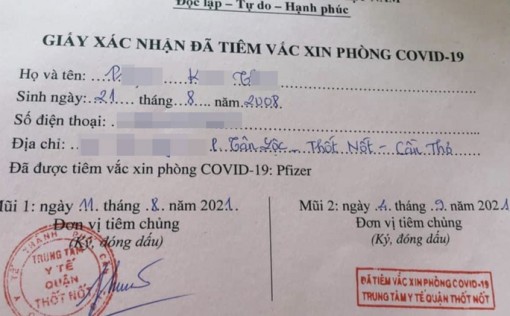 Độc lập – Tự do – Hạnh phúc
GIẤY XÁC NHẬN ĐÃ TIÊM VẮC XIN PHÒNG COVID-19
Họ và tên:
Sinh ngày: 21 tháng 8 năm 2008
Số điện thoại:
Địa chỉ: P. Tân Lộc – Thốt Nốt – Cần Thơ
Đã được tiêm vắc xin phòng COVID-19: Pfizer
Mũi 1: ngày 11 tháng 8 năm 2021. Mũi 2: ngày 4 tháng 9 năm 2021
Đơn vị tiêm chủng Đơn vị tiêm chủng
(Ký, đóng dấu) (Ký, đóng dấu)
TRUNG TÂM
Y TẾ
QUẬN
THỐT NỐT
ĐÃ TIÊM VẮC XIN PHÒNG COVID-19
TRUNG TÂM Y TẾ QUẬN THỐT NỐT